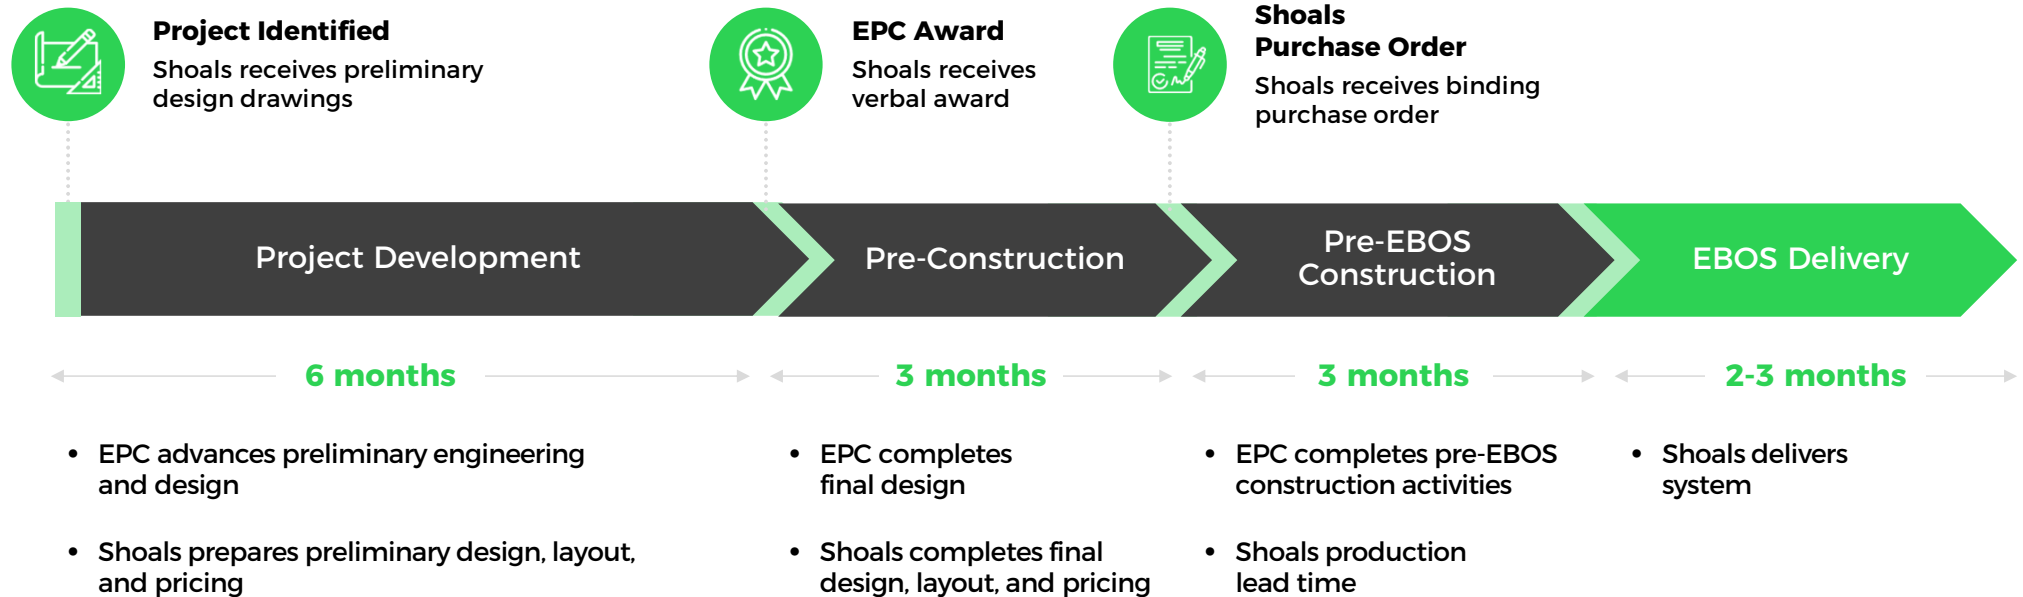 Project Identified
Shoals receives preliminary
design drawings
EPC Award
Shoals receives
verbal award
Shoals
Purchase Order
Shoals receives binding
purchase order
Project Development
Pre-Construction
Pre-EBOS
Construction
EBOS Delivery
6 months
3 months
3 months
2-3 months
• EPC advances preliminary engineering
and design
• Shoals prepares preliminary design, layout,
and pricing
• EPC completes
final design
• Shoals completes final
design, layout, and pricing
• EPC completes pre-EBOS
construction activities
• Shoals production
lead time
• Shoals delivers
system